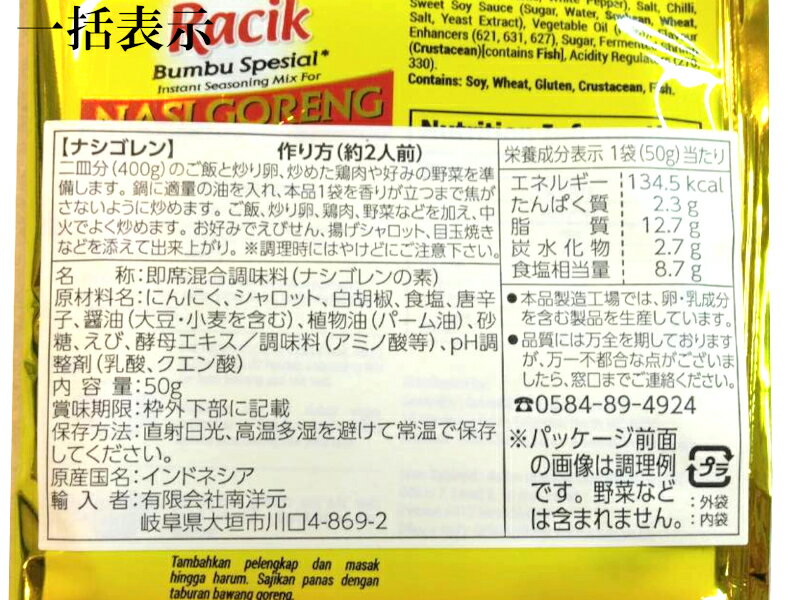 一括表示
Racik
Bumbu Spesial*
Instant Seasoning Mix For
NASI GORENG
Sweet Soy Sauce (Sugar, Water, Soybean, Wheat,
Salt, Yeast Extract), Vegetable Oil
Enhancers (621, 631, 627), Sugar, Fermented Shrimp
(Crustacean)[contains Fish], Acidity Regulators (270,
330).
Contains: Soy, Wheat, Gluten, Crustacean, Fish.
【ナシゴレン】 作り方(約2人前)
二皿分(400g)のご飯と炒り卵、炒めた鶏肉や好みの野菜を準
備します。鍋に適量の油を入れ、本品1袋を香りが立つまで焦が
さないように炒めます。ご飯、炒り卵、鶏肉、野菜などを加え、中
火でよく炒めます。お好みでえびせん、揚げシャロット、目玉焼き
などを添えて出来上がり。※調理時にはやけどにご注意下さい。
名 称:即席混合調味料(ナシゴレンの素)
原材料名:にんにく、シャロット、白胡椒、食塩、唐辛
子、醤油(大豆・小麦を含む)、植物油(パーム油)、砂
糖、えび、酵母エキス/調味料(アミノ酸等)、pH調
整剤(乳酸、クエン酸)
内容量:50g
賞味期限:枠外下部に記載
保存方法:直射日光、高温多湿を避けて常温で保存
してください。
原産国名:インドネシア
輸入者:有限会社南洋元
岐阜県大垣市川口4-869-2
栄養成分表示 1袋(50g)当たり
エネルギー 134.5 kcal
たんぱく質 2.3 g
脂質 12.7 g
炭水化物 2.7 g
食塩相当量 8.7 g
●本品製造工場では、卵・乳成分
を含む製品を生産しています。
●品質には万全を期しております
が、万一不都合な点がございま
したら、窓口までご連絡ください。
☎0584-89-4924
※パッケージ前面
の画像は調理例
です。野菜など
は含まれません。
プラ
:外袋
:内袋
Tambahkan pelengkap dan masak
hingga harum. Sajikan panas dengan
taburan bawang goreng.